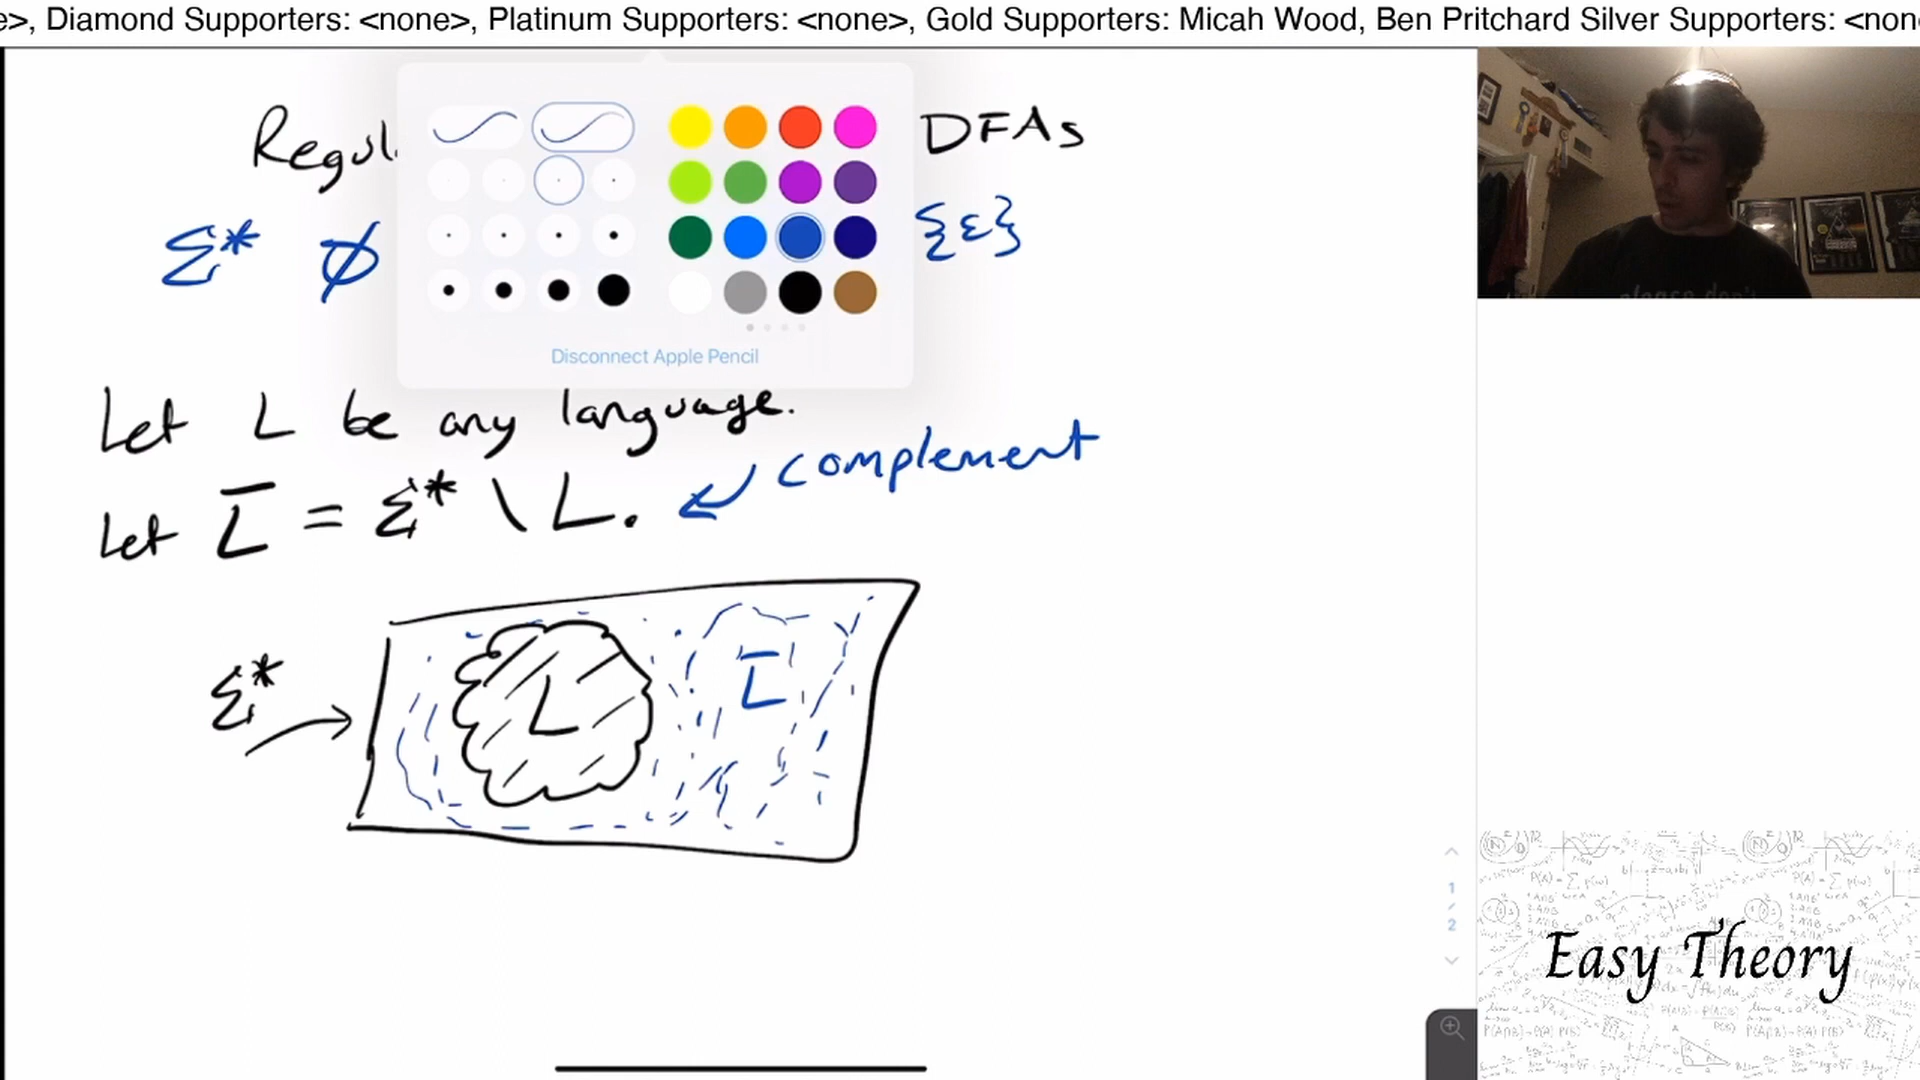 e>, Diamond Supporters: <none>, Platinum Supporters: <none>, Gold Supporters: Micah Wood, Ben Pritchard Silver Supporters: <non
Regul DFAs
Σ* ∅ {ε}
Disconnect Apple Pencil
Let L be any language.
Let L̅ = Σ* \ L. ↙ complement
Σ* → L L̅
1
2
Easy Theory